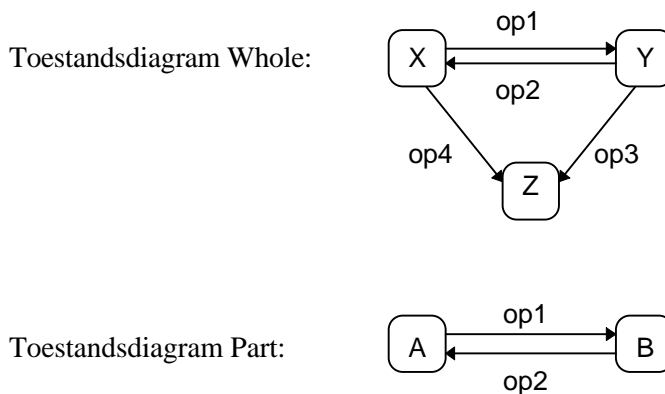 op1
Toestandsdiagram Whole: X Y
op2
op4 op3
Z
op1
Toestandsdiagram Part: A B
op2